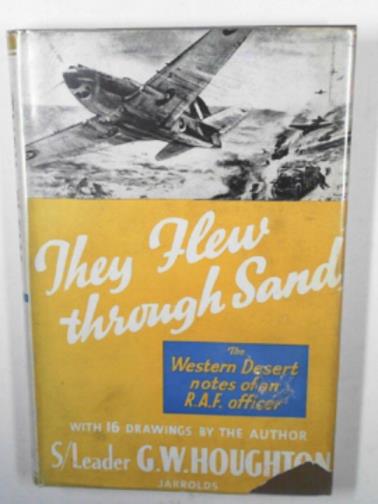 They Flew
through Sand
The
Western Desert
notes of an
R.A.F. officer
WITH 16 DRAWINGS BY THE AUTHOR
S/Leader G.W.HOUGHTON
JARROLDS